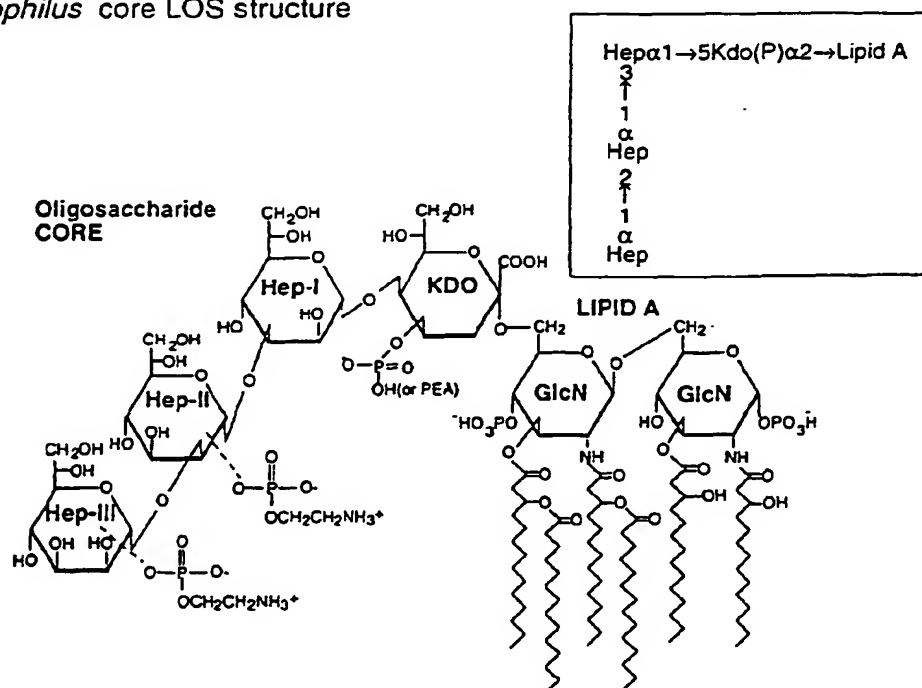 ophilus core LOS structure
Hepα1→5Kdo(P)α2→Lipid A
3
↑
1
α
Hep
2
↑
1
α
Hep
Oligosaccharide
CORE
CH₂OH
OH
O
Hep-I
HO
HO
O
CH₂OH
HO
O
KDO
COOH
O
O
O-P=O
OH(or PEA)
LIPID A
O
CH₂
O
GlcN
O
⁻HO₃PO
O
NH
O
O
O
O
O
CH₂
O
GlcN
HO
OPO₃H⁻
O
NH
O
OH
O
OH
CH₂OH
OH
O
Hep-II
HO
OH
O
O
O-P-O-
OCH₂CH₂NH₃⁺
CH₂OH
OH
O
Hep-III
HO
OH
HO
O
O
O-P-O-
OCH₂CH₂NH₃⁺